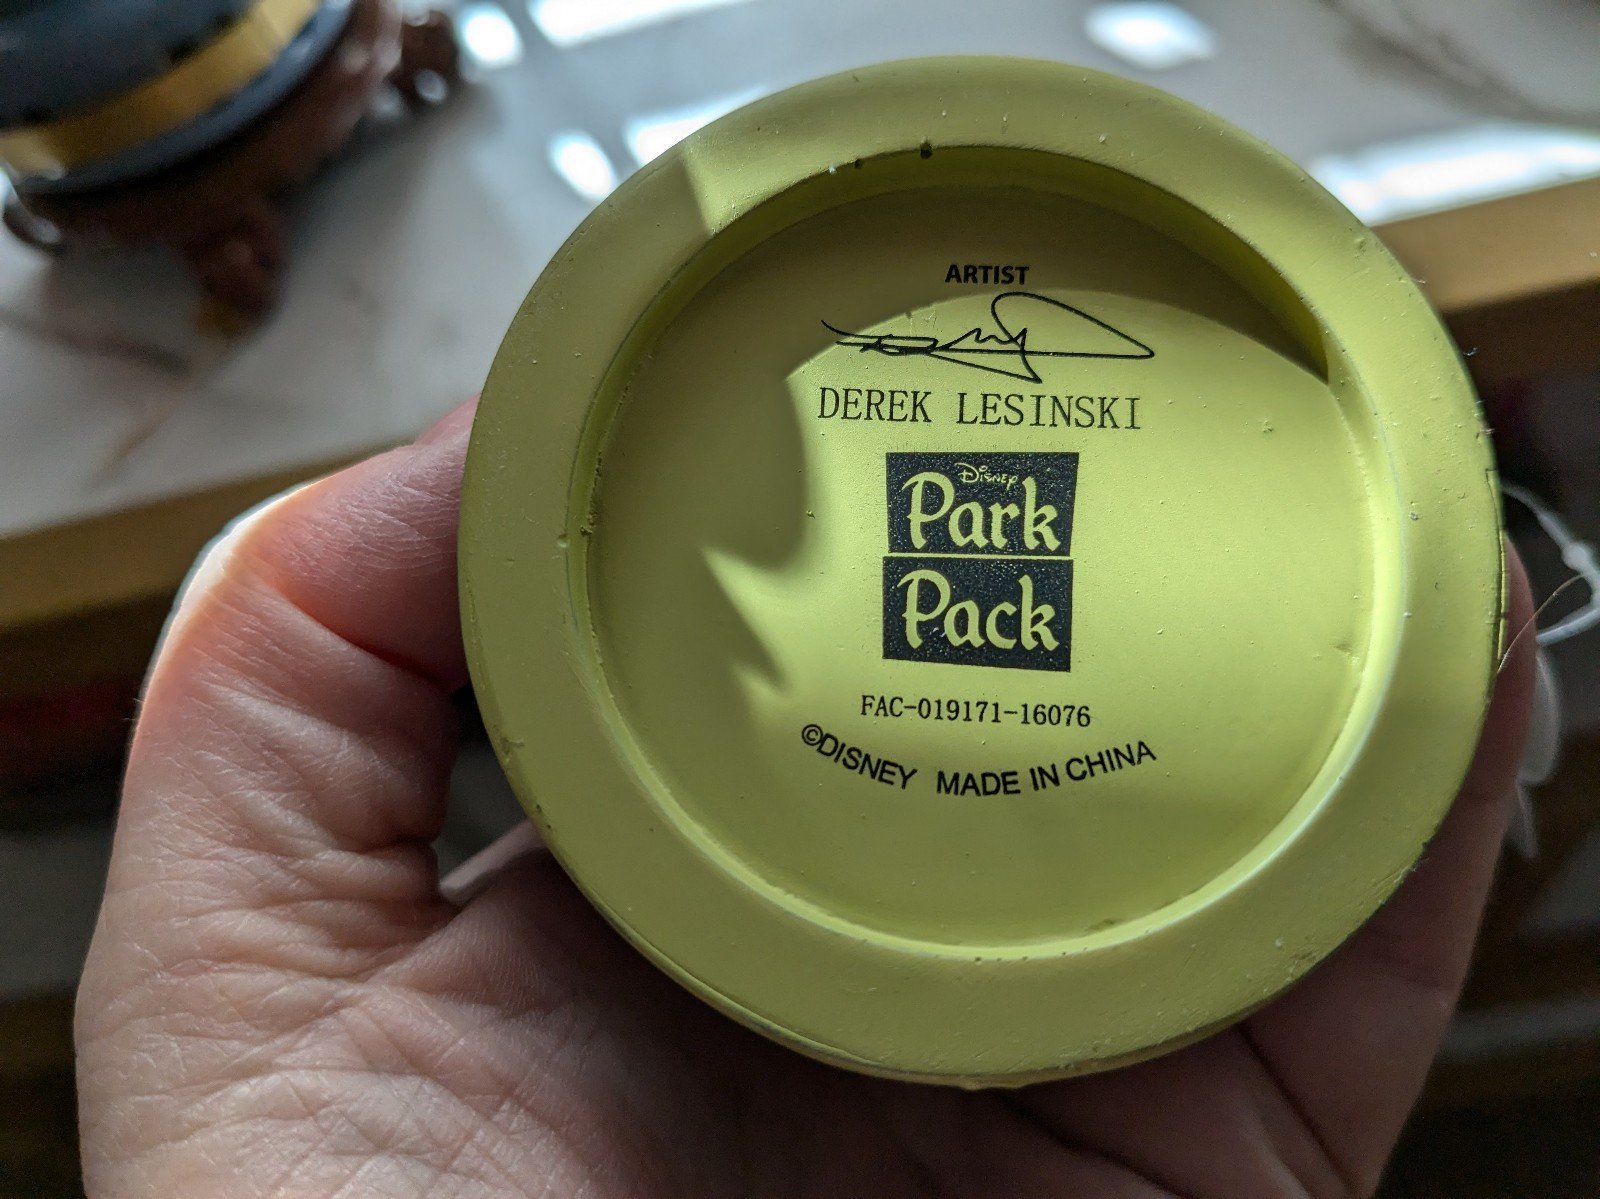 ARTIST
DEREK LESINSKI
Disney
Park
Pack
FAC-019171-16076
©DISNEY MADE IN CHINA